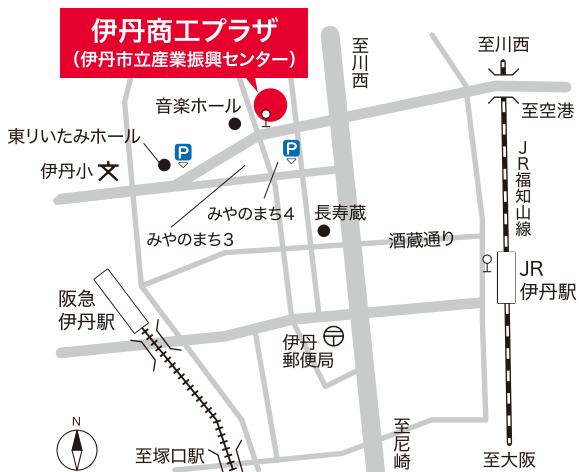 伊丹商工プラザ
（伊丹市立産業振興センター）
至川西
至川西
音楽ホール
至空港
東リいたみホール
P
P
伊丹小
文
JR福知山線
みやのまち4
みやのまち3
長寿蔵
酒蔵通り
JR
伊丹駅
阪急
伊丹駅
伊丹
郵便局
〒
N
至塚口駅
至尼崎
至大阪